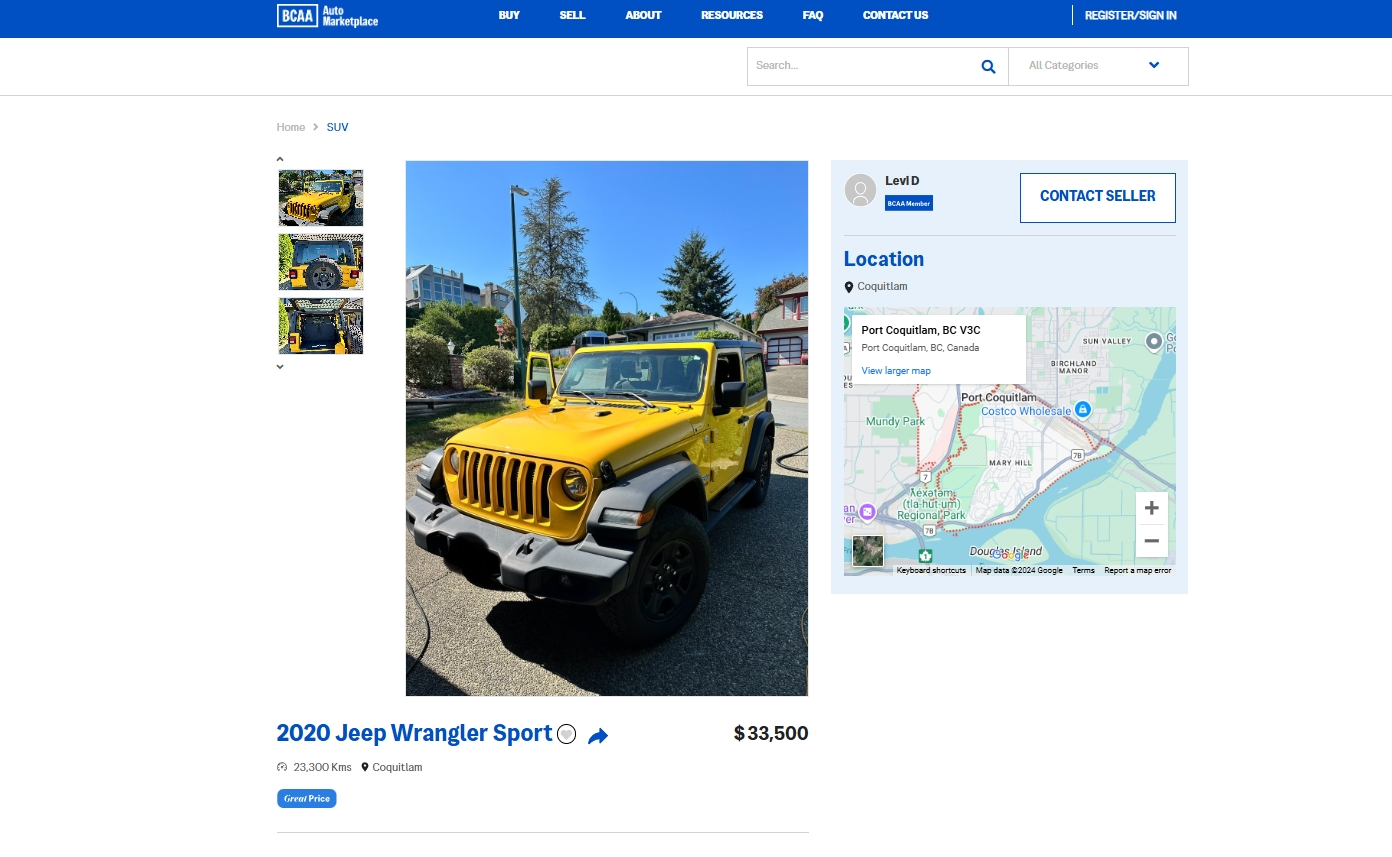 BCAA Auto Marketplace
BUY SELL ABOUT RESOURCES FAQ CONTACT US
REGISTER/SIGN IN
Search...
All Categories
Home > SUV
Levi D
BCAA Member
CONTACT SELLER
Location
Coquitlam
Port Coquitlam, BC V3C
Port Coquitlam, BC, Canada
View larger map
SUN VALLEY
BIRCHLAND MANOR
Port Coquitlam
Costco Wholesale
Mundy Park
7B
MARY HILL
7
ƛéxətəm
(tla-hut-um)
Regional Park
7B
1
Douglas Island
Google
Keyboard shortcuts Map data ©2024 Google Terms Report a map error
2020 Jeep Wrangler Sport
$ 33,500
23,300 Kms Coquitlam
Great Price